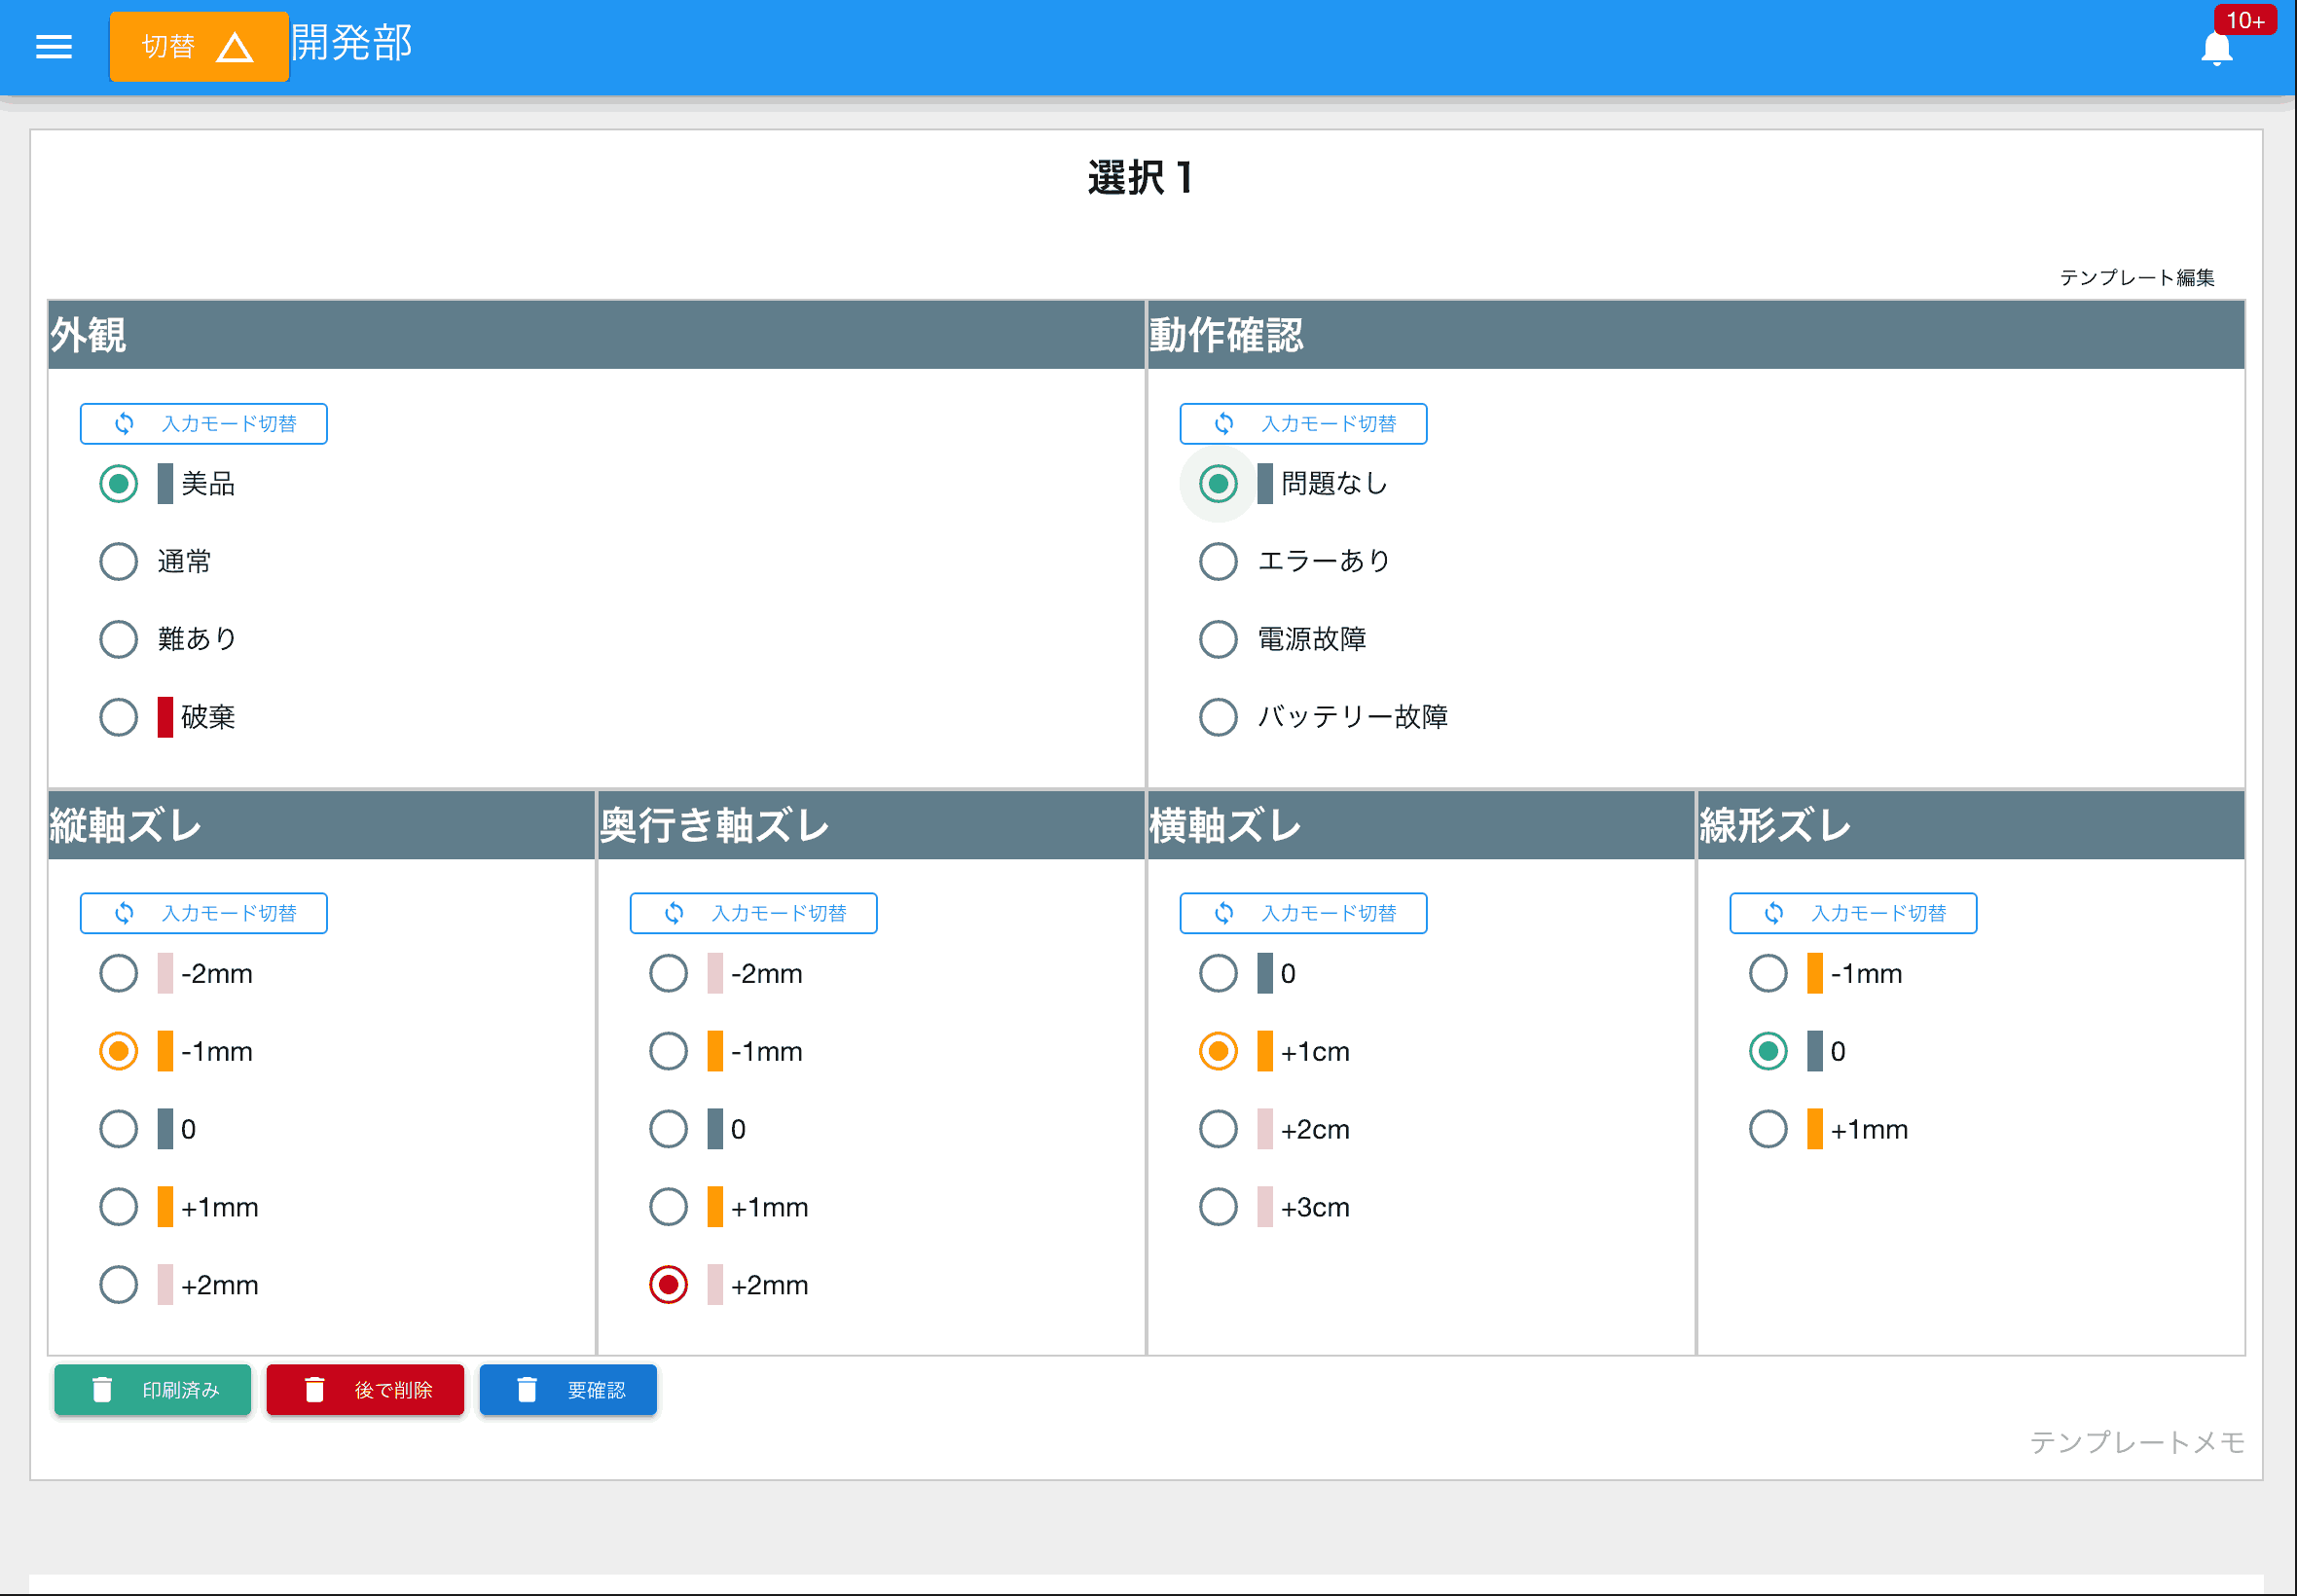 切替 開発部 10+
選択１
テンプレート編集
外観
入力モード切替
美品
通常
難あり
破棄
動作確認
入力モード切替
問題なし
エラーあり
電源故障
バッテリー故障
縦軸ズレ
入力モード切替
-2mm
-1mm
0
+1mm
+2mm
奥行き軸ズレ
入力モード切替
-2mm
-1mm
0
+1mm
+2mm
横軸ズレ
入力モード切替
0
+1cm
+2cm
+3cm
線形ズレ
入力モード切替
-1mm
0
+1mm
印刷済み 後で削除 要確認
テンプレートメモ